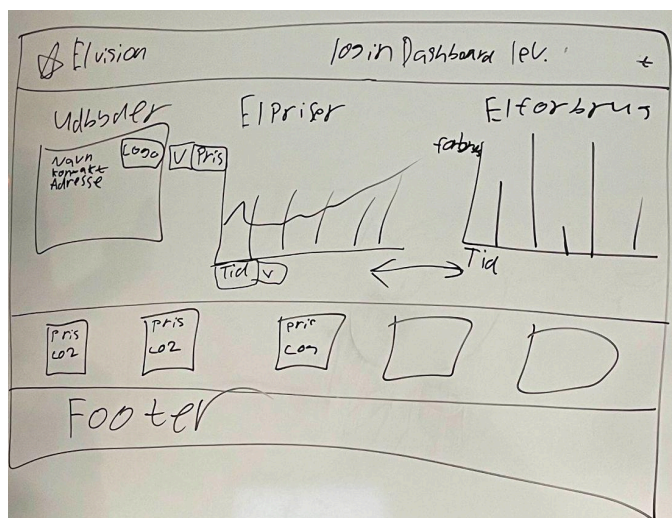 Elvision login Dashboard lev.
Udbyder Elpriser Elforbrug
Navn
Kontakt
Adresse
Logo
V Pris
Tid V
forbrug
Tid
Pris
CO2
Pris
CO2
Pris
Footer